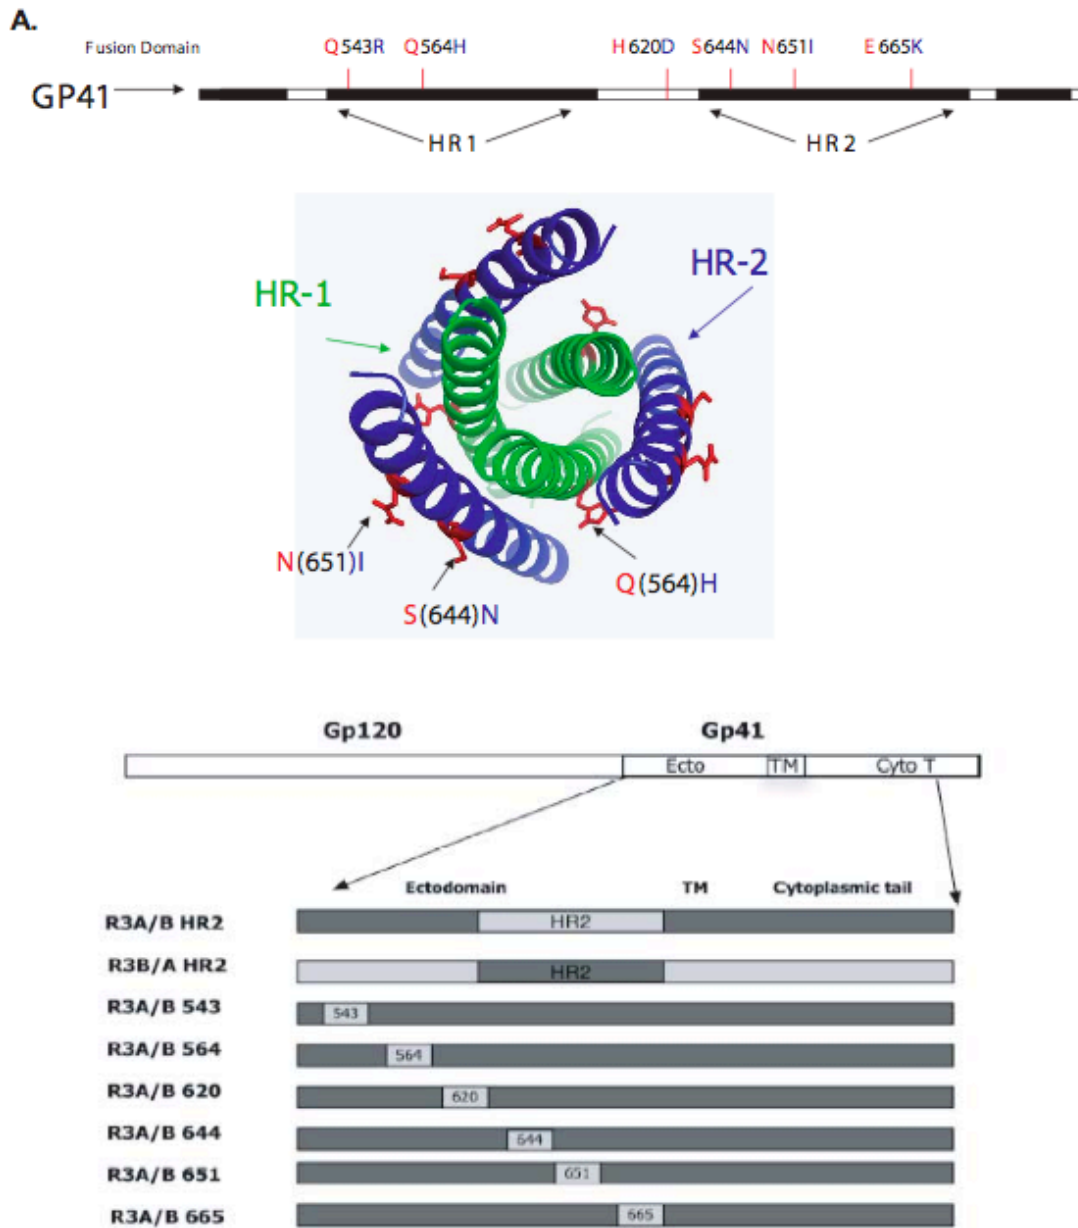 A.
Fusion Domain
Q543R Q564H H620D S644N N651I E665K
GP41
HR1 HR2
HR-1
HR-2
N(651)I
S(644)N
Q(564)H
Gp120 Gp41
Ecto TM Cyto T
Ectodomain TM Cytoplasmic tail
R3A/B HR2 HR2
R3B/A HR2 HR2
R3A/B 543 543
R3A/B 564 564
R3A/B 620 620
R3A/B 644 644
R3A/B 651 651
R3A/B 665 665